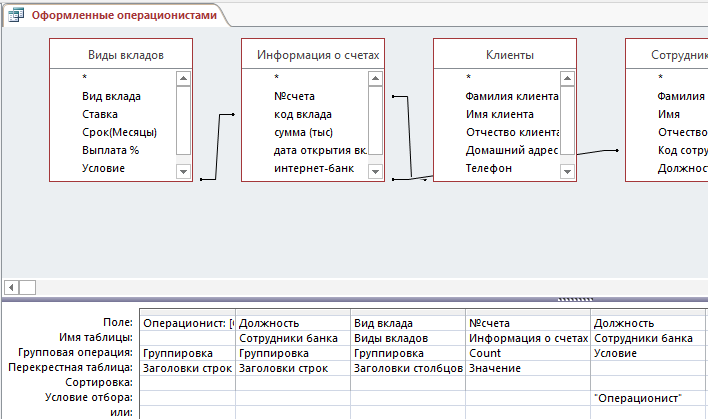 Оформленные операционистами
Виды вкладов
*
Вид вклада
Ставка
Срок(Месяцы)
Выплата %
Условие
Информация о счетах
*
№счета
код вклада
сумма (тыс)
дата открытия вк
интернет-банк
Клиенты
*
Фамилия клиента
Имя клиента
Отчество клиент
Домашний адрес
Телефон
Сотрудник
*
Фамилия
Имя
Отчество
Код сотру
Должнос
Поле: Операционист: [ Должность Вид вклада №счета Должность
Имя таблицы: Сотрудники банка Виды вкладов Информация о счетах Сотрудники банка
Групповая операция: Группировка Группировка Группировка Count Условие
Перекрестная таблица: Заголовки строк Заголовки строк Заголовки столбцов Значение
Сортировка:
Условие отбора: "Операционист"
или: